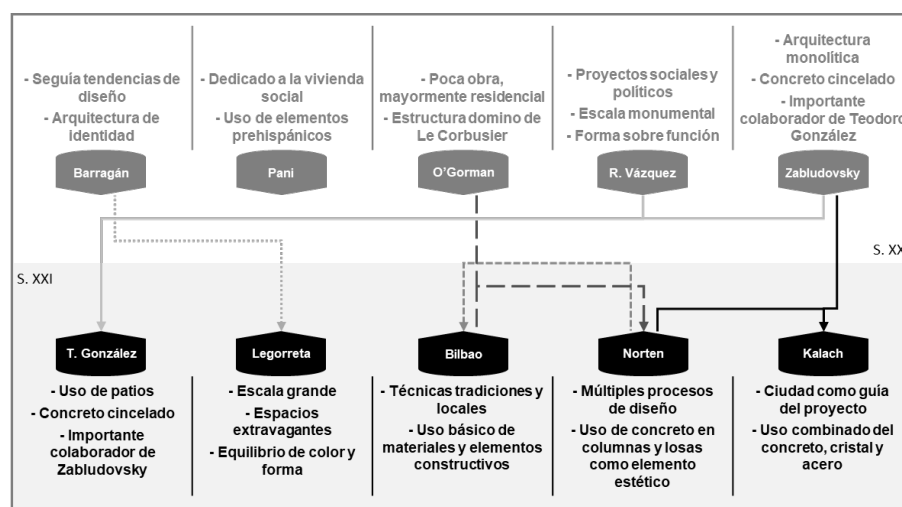 - Seguía tendencias de
diseño
- Arquitectura de
identidad
- Dedicado a la vivienda
social
- Uso de elementos
prehispánicos
- Poca obra,
mayormente residencial
- Estructura domino de
Le Corbusier
- Proyectos sociales y
políticos
- Escala monumental
- Forma sobre función
- Arquitectura
monolítica
- Concreto cincelado
- Importante
colaborador de Teodoro
González
Barragán
Pani
O'Gorman
R. Vázquez
Zabludovsky
S. XX
S. XXI
T. González
Legorreta
Bilbao
Norten
Kalach
- Uso de patios
- Concreto cincelado
- Importante
colaborador de
Zabludovsky
- Escala grande
- Espacios
extravagantes
- Equilibrio de color y
forma
- Técnicas tradiciones y
locales
- Uso básico de
materiales y elementos
constructivos
- Múltiples procesos
de diseño
- Uso de concreto en
columnas y losas
como elemento
estético
- Ciudad como guía
del proyecto
- Uso combinado del
concreto, cristal y
acero